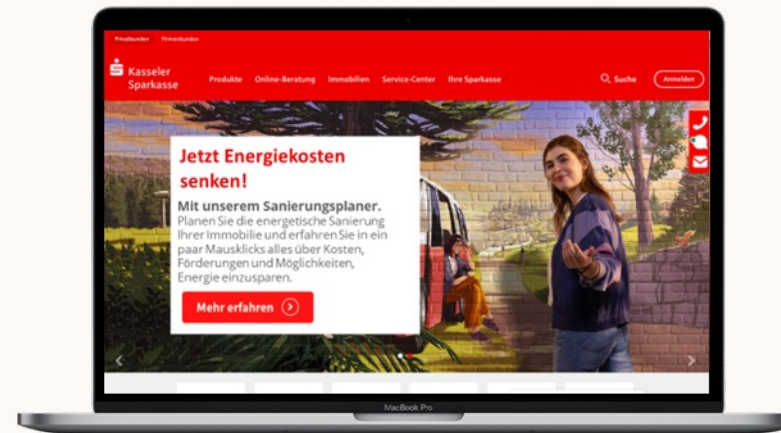 Privatkunden Firmenkunden
Kasseler
Sparkasse
Produkte Online-Beratung Immobilien Service-Center Ihre Sparkasse
Suche
Anmelden
Jetzt Energiekosten
senken!
Mit unserem Sanierungsplaner.
Planen Sie die energetische Sanierung
Ihrer Immobilie und erfahren Sie in ein
paar Mausklicks alles über Kosten,
Förderungen und Möglichkeiten,
Energie einzusparen.
Mehr erfahren
MacBook Pro